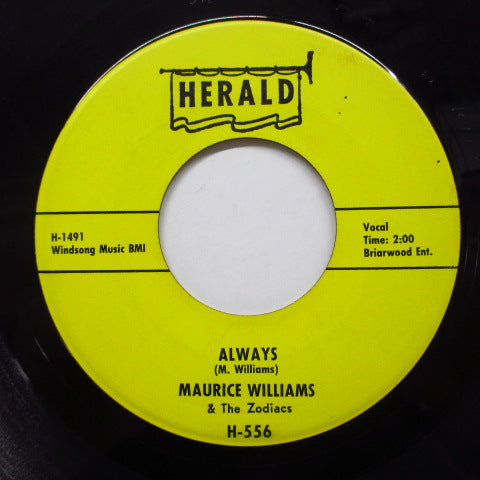 HERALD
H-1491
Windsong Music BMI
Vocal
Time: 2:00
Briarwood Ent.
ALWAYS
(M. Williams)
MAURICE WILLIAMS
& The Zodiacs
H-556